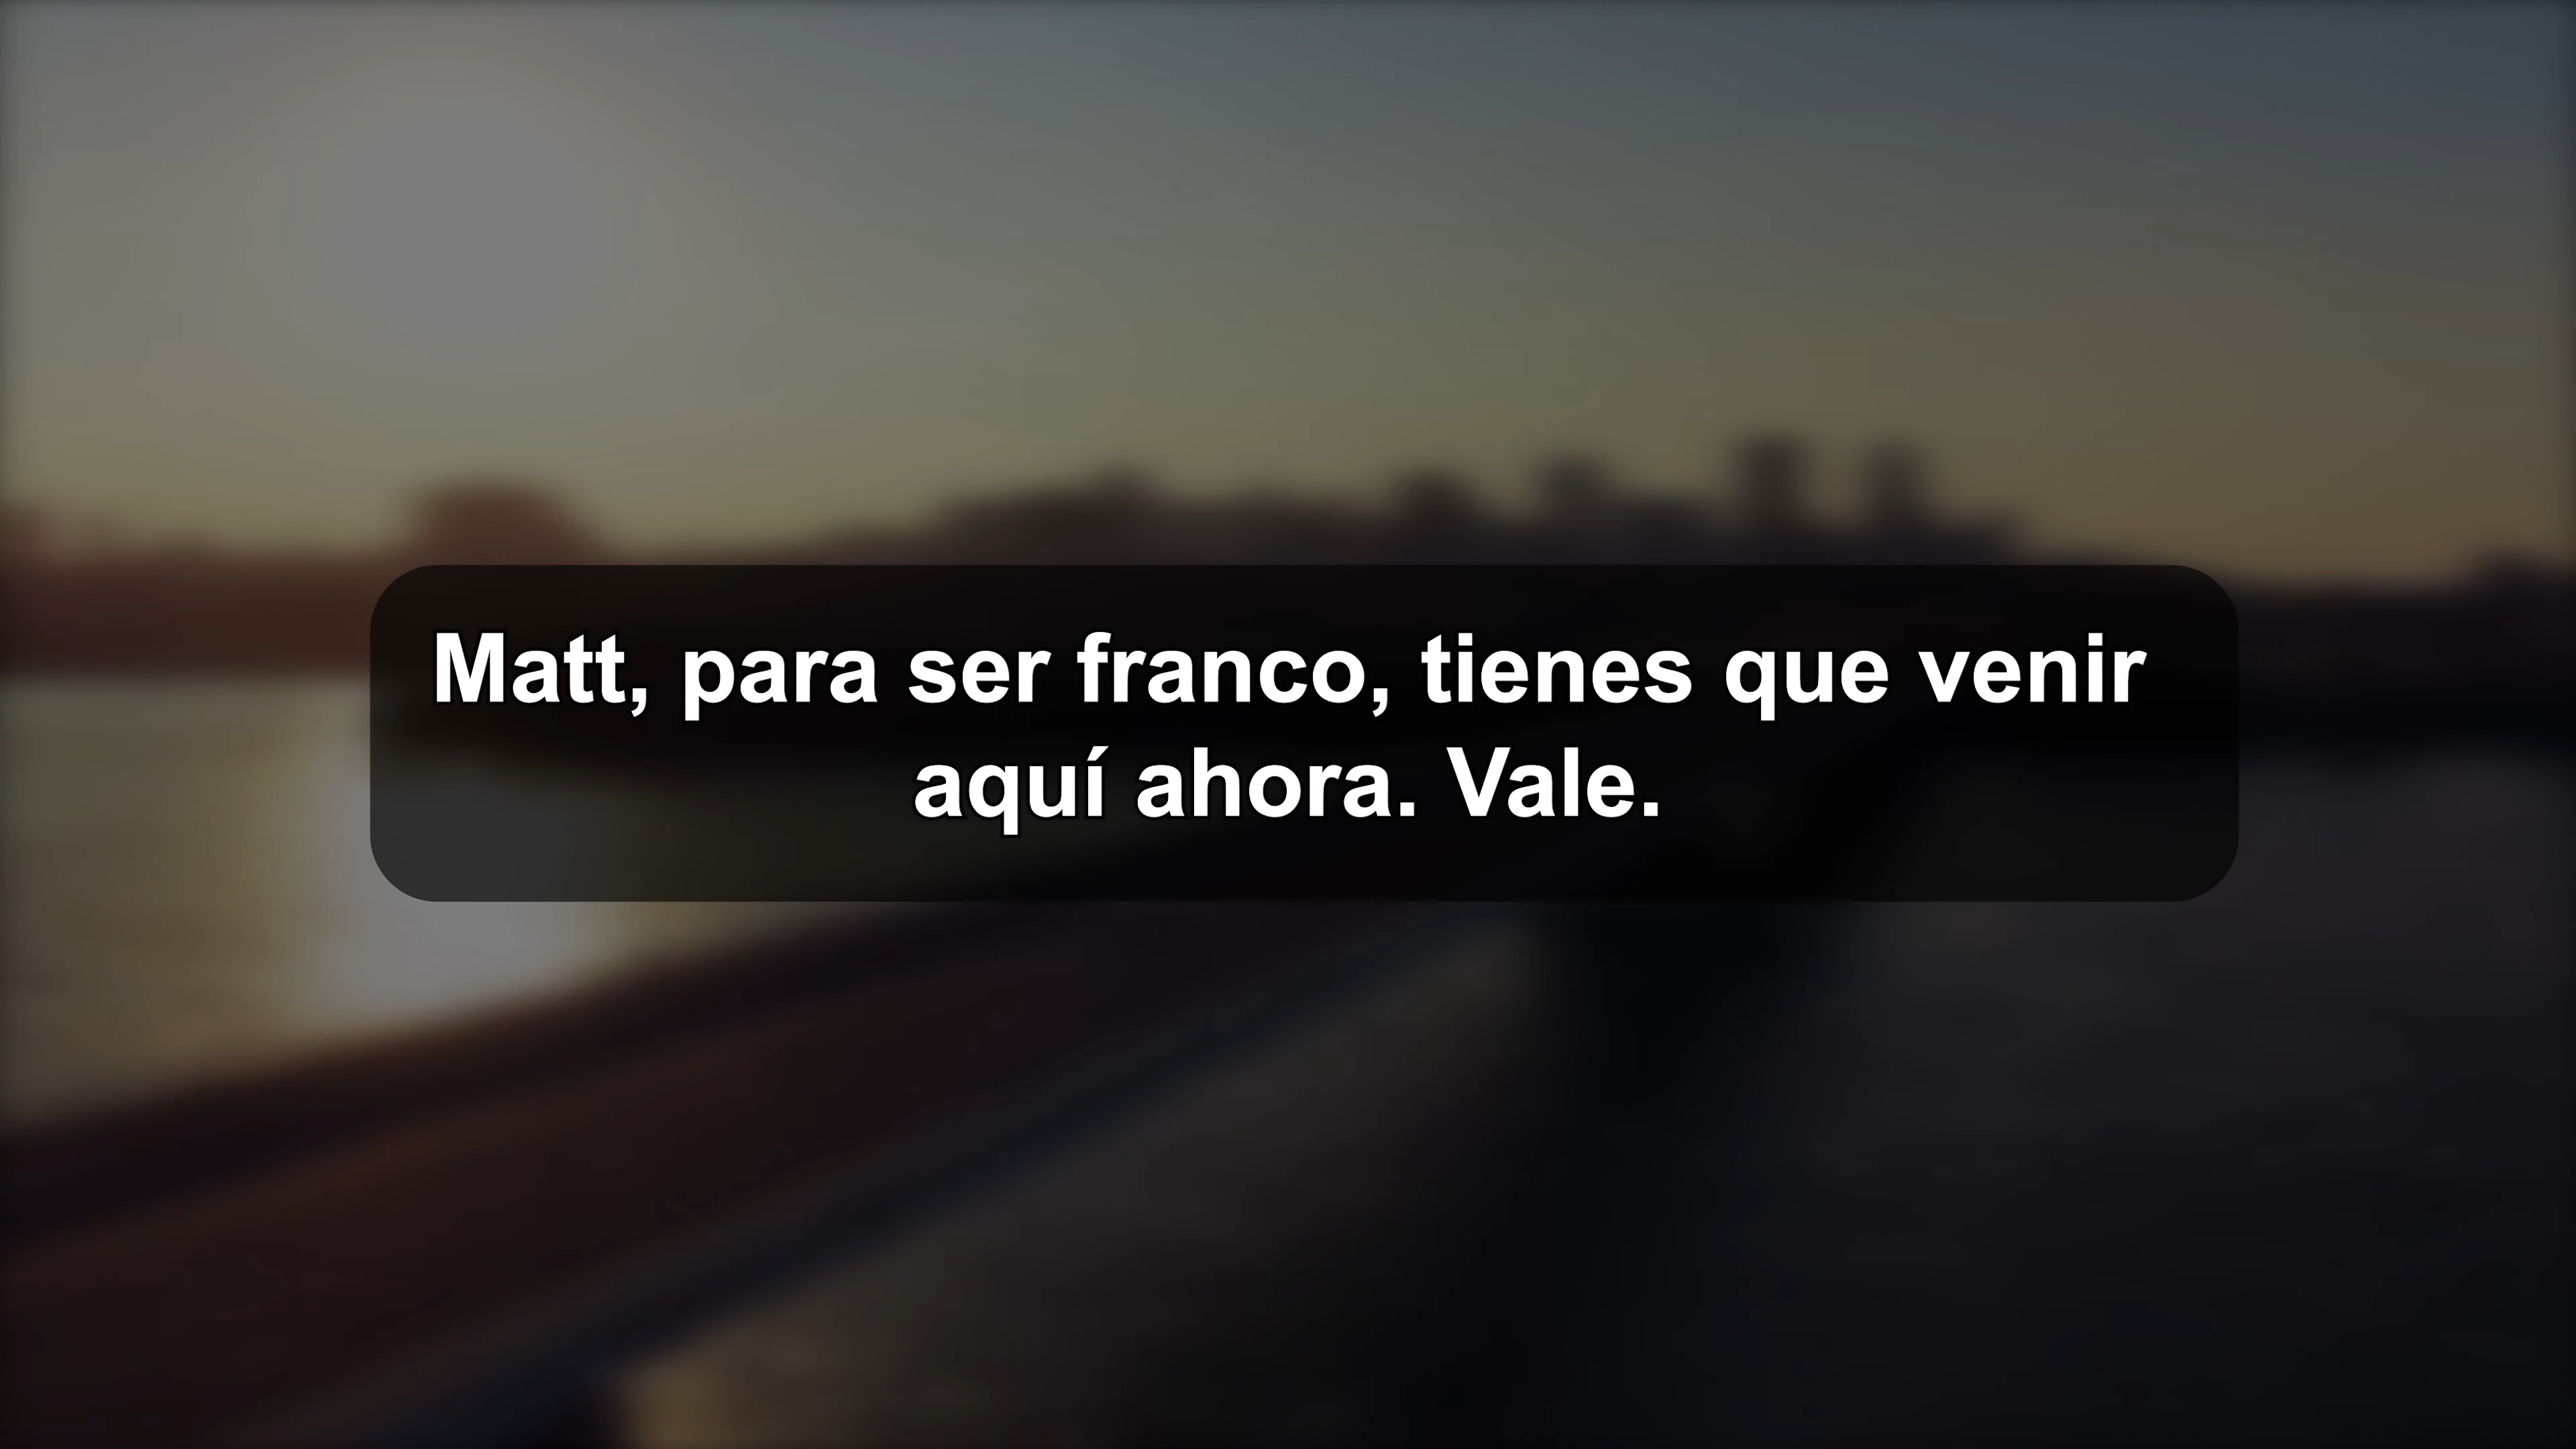 Matt, para ser franco, tienes que venir
aquí ahora. Vale.